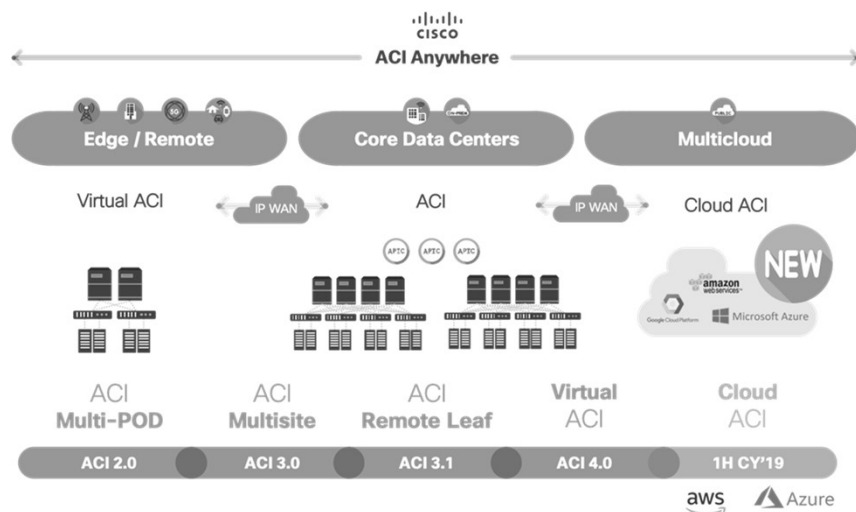 CISCO
ACI Anywhere
Edge / Remote
Core Data Centers
PUBLIC
Multicloud
Virtual ACI
IP WAN
ACI
IP WAN
Cloud ACI
APIC APIC APIC
NEW
amazon
webservices™
Google Cloud Platform
Microsoft Azure
ACI
Multi-POD
ACI
Multisite
ACI
Remote Leaf
Virtual
ACI
Cloud
ACI
ACI 2.0
ACI 3.0
ACI 3.1
ACI 4.0
1H CY'19
aws
Azure